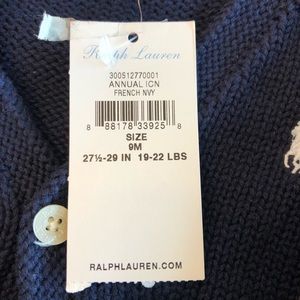 Ralph Lauren
300512770001
ANNUAL ICN
FRENCH NVY
8 88178 33925 8
SIZE
9M
27½-29 IN 19-22 LBS
RALPHLAUREN.COM